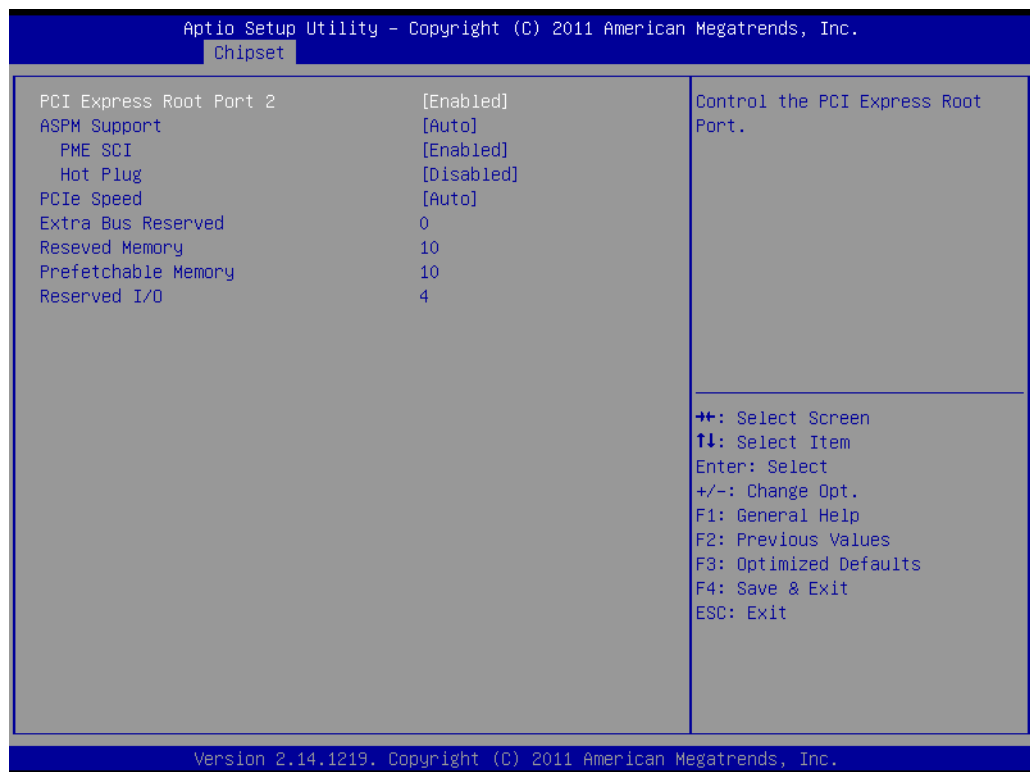 Aptio Setup Utility – Copyright (C) 2011 American Megatrends, Inc.
Chipset
PCI Express Root Port 2 [Enabled]
ASPM Support [Auto]
PME SCI [Enabled]
Hot Plug [Disabled]
PCIe Speed [Auto]
Extra Bus Reserved 0
Reseved Memory 10
Prefetchable Memory 10
Reserved I/O 4
Control the PCI Express Root
Port.
→←: Select Screen
↑↓: Select Item
Enter: Select
+/-: Change Opt.
F1: General Help
F2: Previous Values
F3: Optimized Defaults
F4: Save & Exit
ESC: Exit
Version 2.14.1219. Copyright (C) 2011 American Megatrends, Inc.